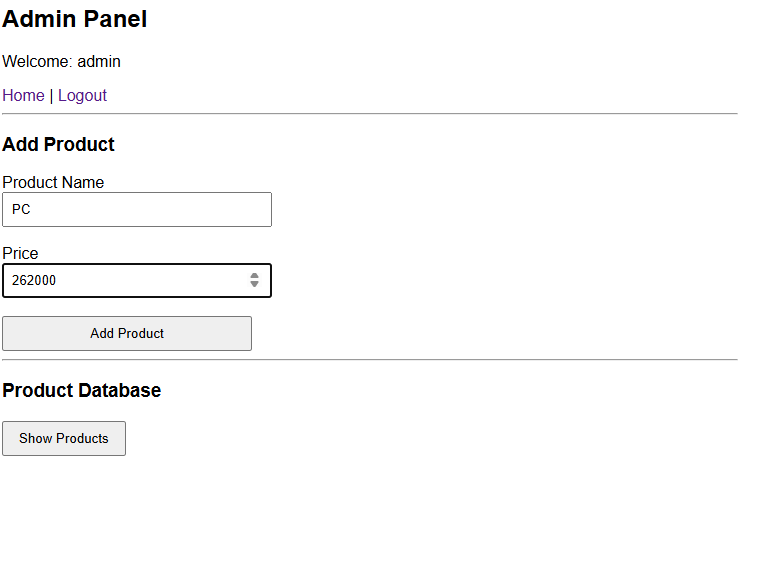 Admin Panel
Welcome: admin
Home | Logout
Add Product
Product Name
PC
Price
262000
Add Product
Product Database
Show Products